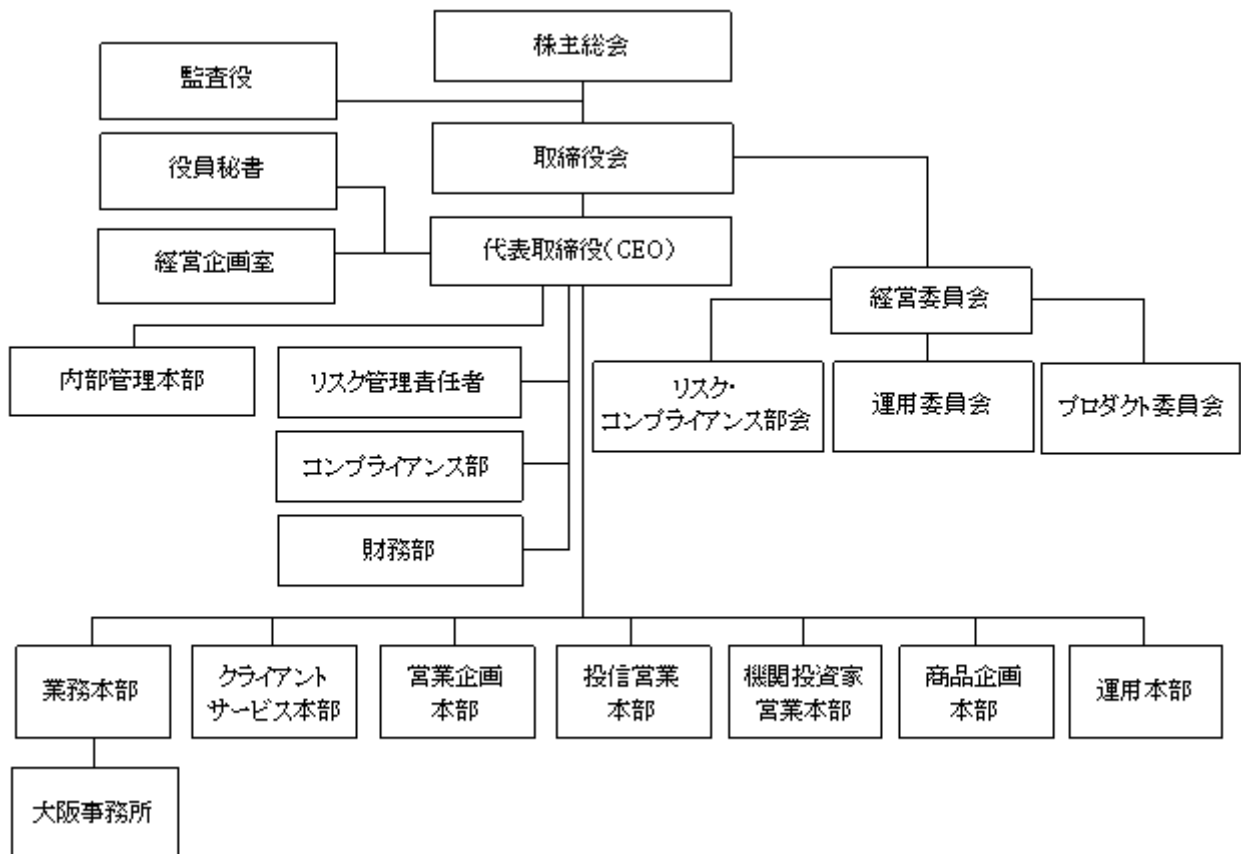 株主総会
監査役
取締役会
役員秘書
代表取締役(CEO)
経営企画室
経営委員会
内部管理本部
リスク管理責任者
リスク・
コンプライアンス部会
運用委員会
プロダクト委員会
コンプライアンス部
財務部
業務本部
クライアント
サービス本部
営業企画
本部
投信営業
本部
機関投資家
営業本部
商品企画
本部
運用本部
大阪事務所